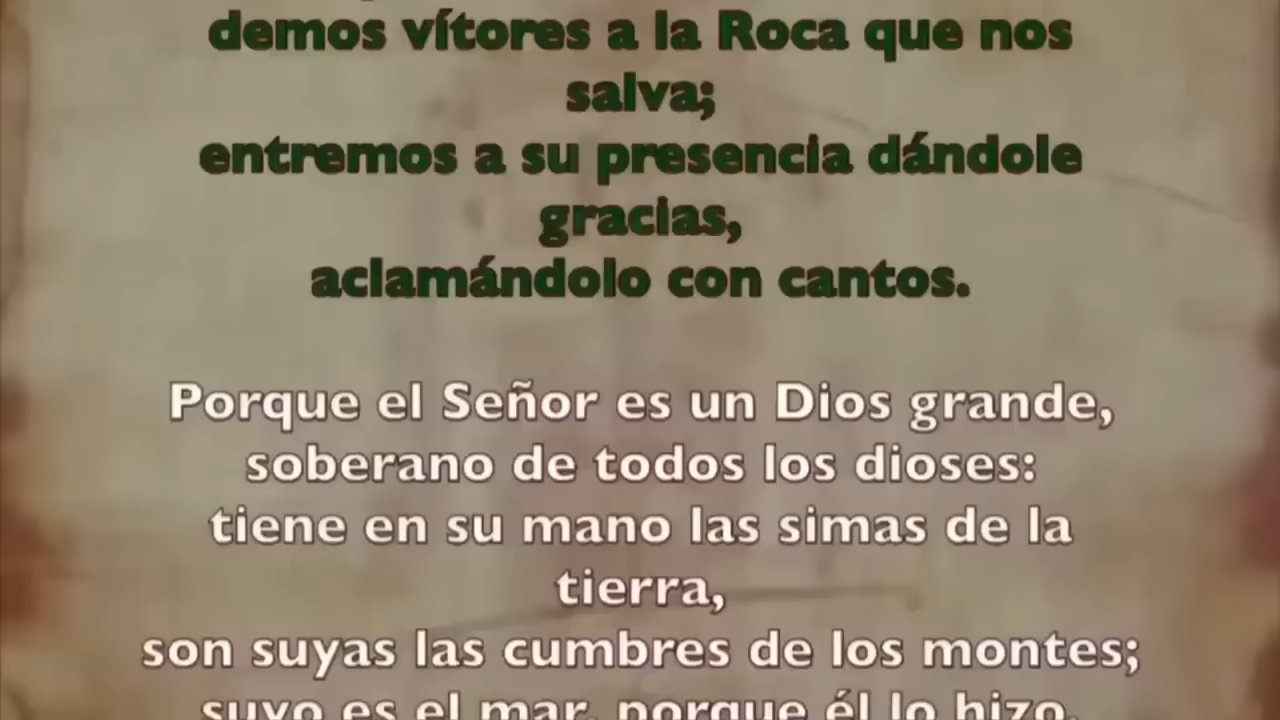 demos vítores a la Roca que nos
salva;
entremos a su presencia dándole
gracias,
aclamándolo con cantos.
Porque el Señor es un Dios grande,
soberano de todos los dioses:
tiene en su mano las simas de la
tierra,
son suyas las cumbres de los montes;
suyo es el mar, porque él lo hizo,